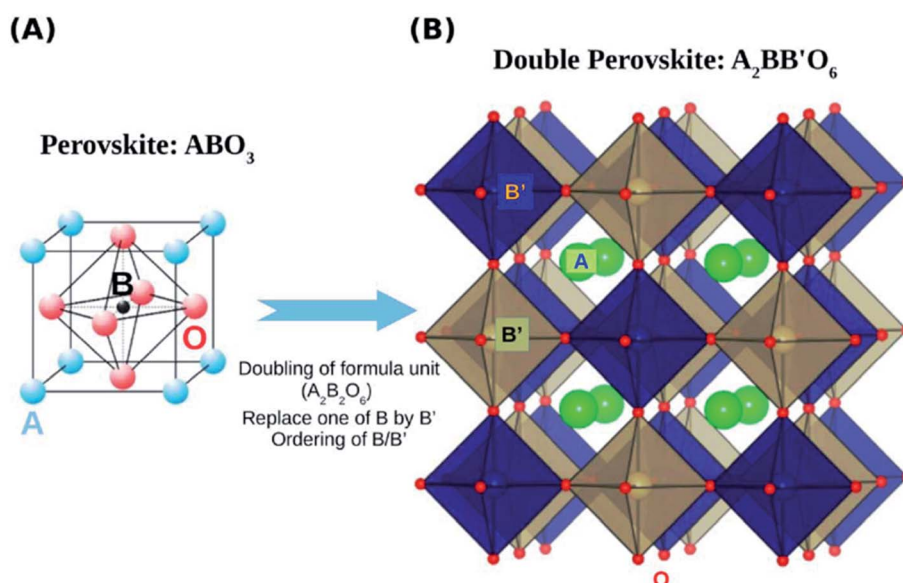 (A)
Perovskite: ABO₃
B
O
A
Doubling of formula unit
(A₂B₂O₆)
Replace one of B by B’
Ordering of B/B’
(B)
Double Perovskite: A₂BB'O₆
B’
A
B’
O